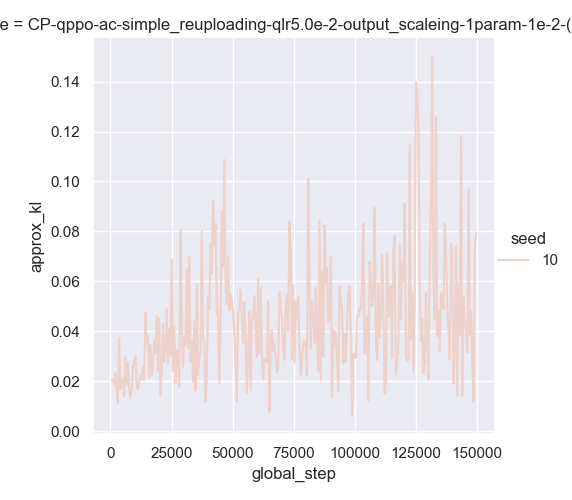 e = CP-qppo-ac-simple_reuploading-qlr5.0e-2-output_scaleing-1param-1e-2-(
0.14
0.12
0.10
0.08
0.06
0.04
0.02
0.00
approx_kl
seed
10
0 25000 50000 75000 100000 125000 150000
global_step